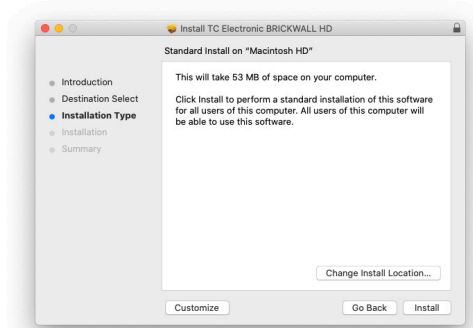 Install TC Electronic BRICKWALL HD
Standard Install on “Macintosh HD”
Introduction
Destination Select
Installation Type
Installation
Summary
This will take 53 MB of space on your computer.
Click Install to perform a standard installation of this software
for all users of this computer. All users of this computer will
be able to use this software.
Change Install Location...
Customize
Go Back
Install